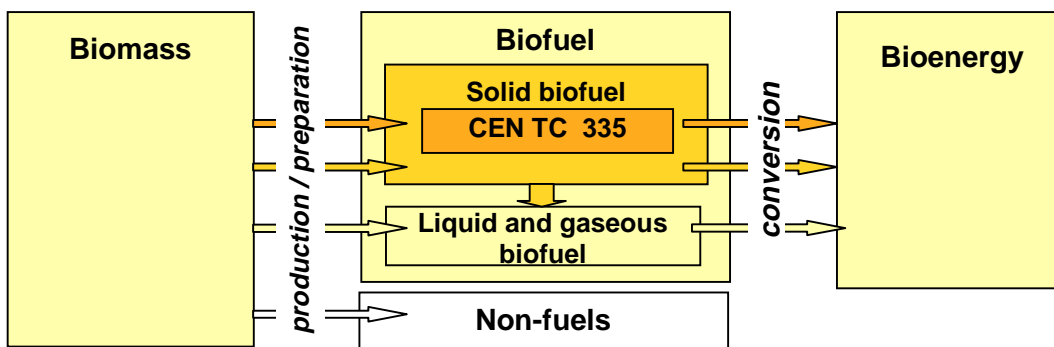 Biomass
production / preparation
Biofuel
Solid biofuel
CEN TC 335
Liquid and gaseous
biofuel
Non-fuels
conversion
Bioenergy